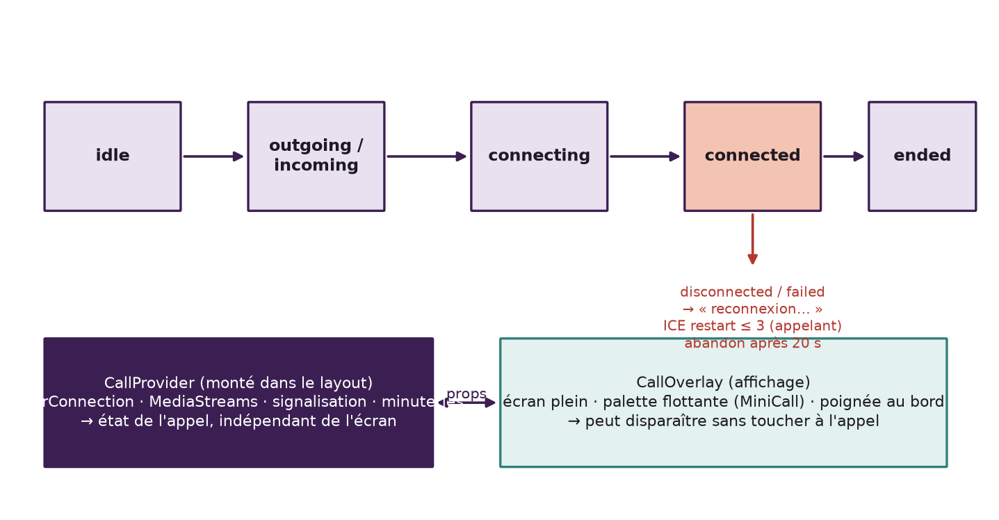 idle
outgoing /
incoming
connecting
connected
ended
disconnected / failed
→ « reconnexion… »
ICE restart ≤ 3 (appelant)
abandon après 20 s
CallProvider (monté dans le layout)
rConnection · MediaStreams · signalisation · minuteries
→ état de l'appel, indépendant de l'écran
props
CallOverlay (affichage)
écran plein · palette flottante (MiniCall) · poignée au bord
→ peut disparaître sans toucher à l'appel